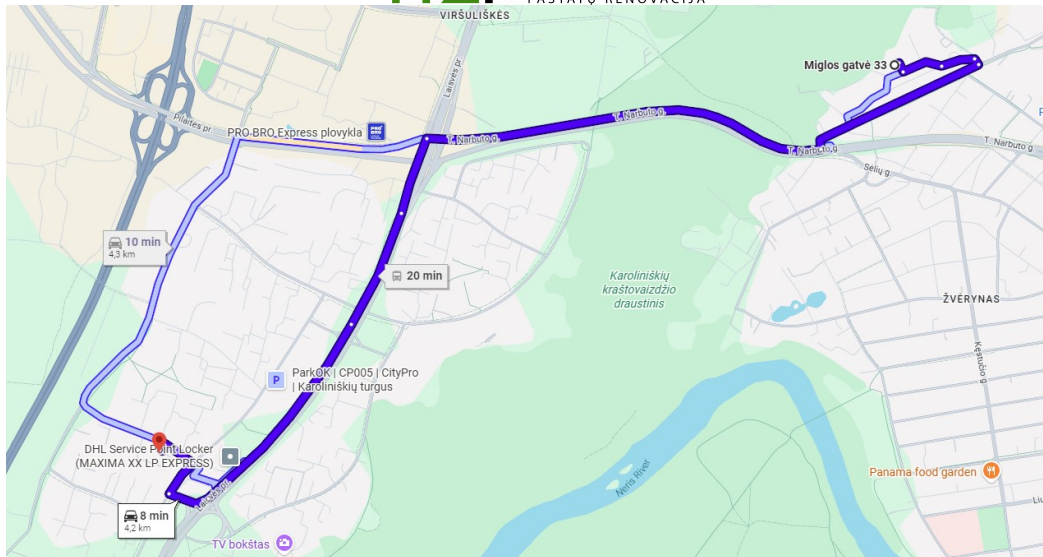 PASTATŲ RENOVACIJA
VIRŠULIŠKĖS
Laisvės pr.
Miglos gatvė 33
Pilaitės pr.
PRO BRO Express plovykla
T. Narbuto g.
T. Narbuto g.
T. Narbuto g.
T. Narbuto g.
Sėlių g.
10 min
4,3 km
20 min
Karoliniškių
kraštovaizdžio
draustinis
ŽVĖRYNAS
Kęstučio g.
P
ParkOK | CP005 | CityPro
| Karoliniškių turgus
DHL Service Point Locker
(MAXIMA XX LP EXPRESS)
Laisvės pr.
Neris River
Panama food garden
8 min
4,2 km
TV bokštas